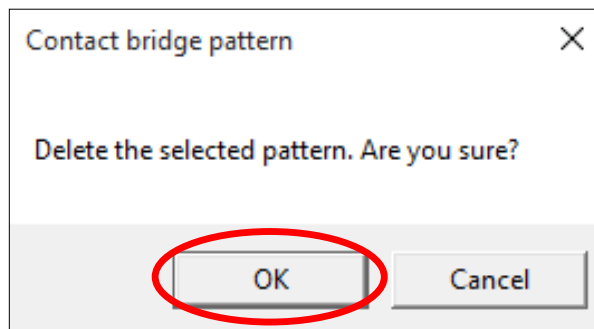 Contact bridge pattern
Delete the selected pattern. Are you sure?
OK
Cancel